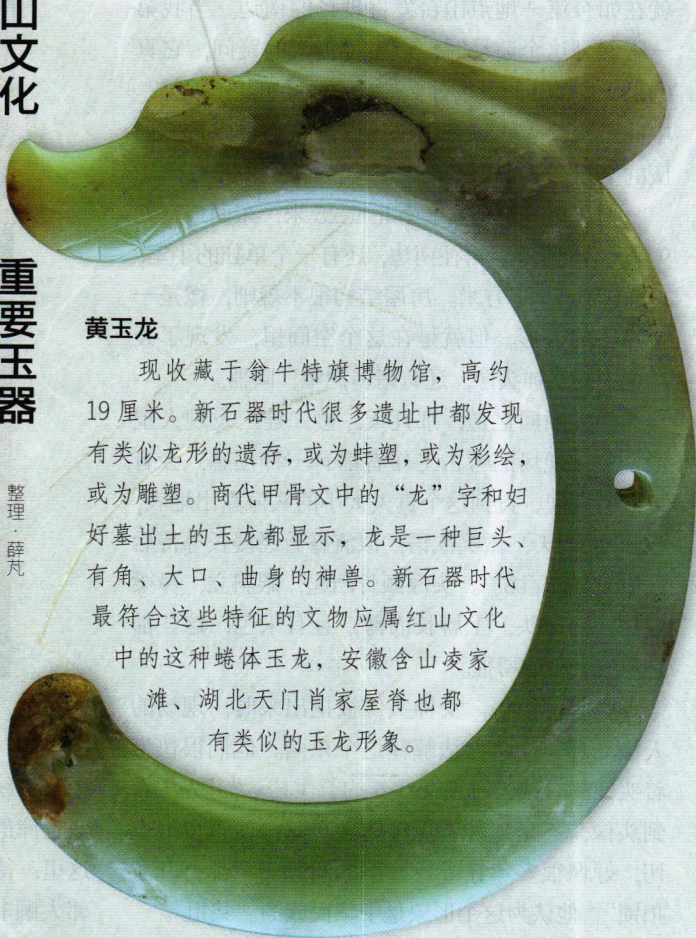 山文化 重要玉器
整理·薛芃
黄玉龙
现收藏于翁牛特旗博物馆，高约
19厘米。新石器时代很多遗址中都发现
有类似龙形的遗存，或为蚌塑，或为彩绘，
或为雕塑。商代甲骨文中的“龙”字和妇
好墓出土的玉龙都显示，龙是一种巨头、
有角、大口、曲身的神兽。新石器时代
最符合这些特征的文物应属红山文化
中的这种蜷体玉龙，安徽含山凌家
滩、湖北天门肖家屋脊也都
有类似的玉龙形象。